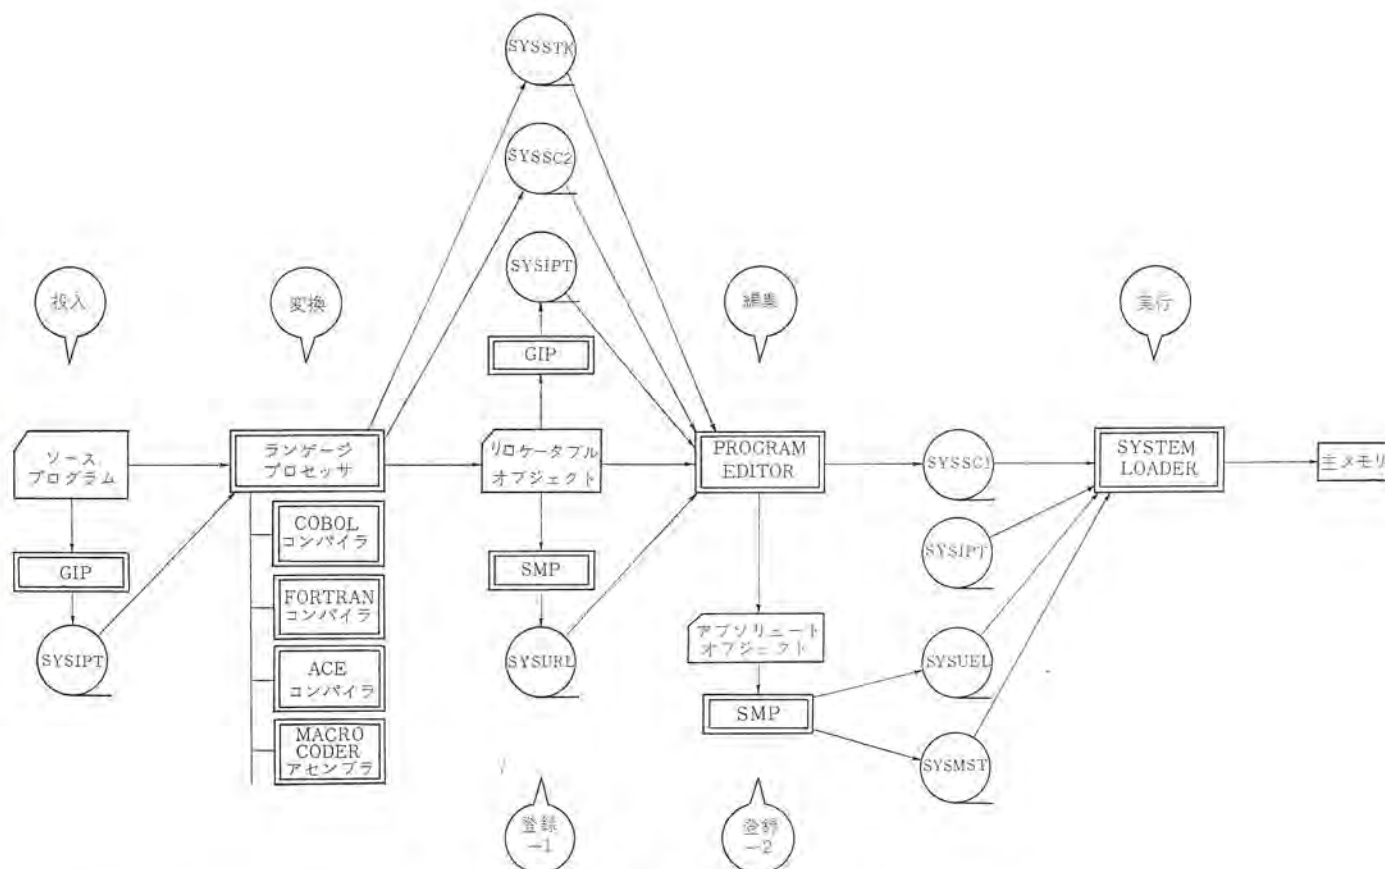 SYSSTK
SYSSC2
SYSIPT
投入
変換
編集
実行
GIP
ソース
プログラム
ランゲージ
プロセッサ
リロケータブル
オブジェクト
PROGRAM
EDITOR
SYSSC1
SYSTEM
LOADER
主メモリ
COBOL
コンパイラ
GIP
SMP
SYSIPT
FORTRAN
コンパイラ
アブソリュート
オブジェクト
SYSIPT
ACE
コンパイラ
SYSURL
SYSUEL
SMP
MACRO
CODER
アセンブラ
SYSMST
登録
-1
登録
-2